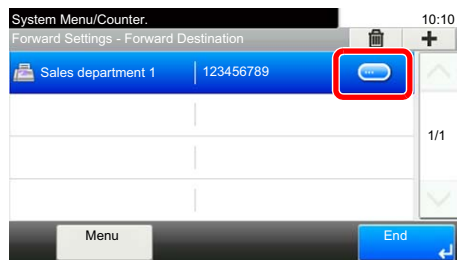 System Menu/Counter. 10:10
Forward Settings - Forward Destination
Sales department 1 123456789
1/1
Menu End